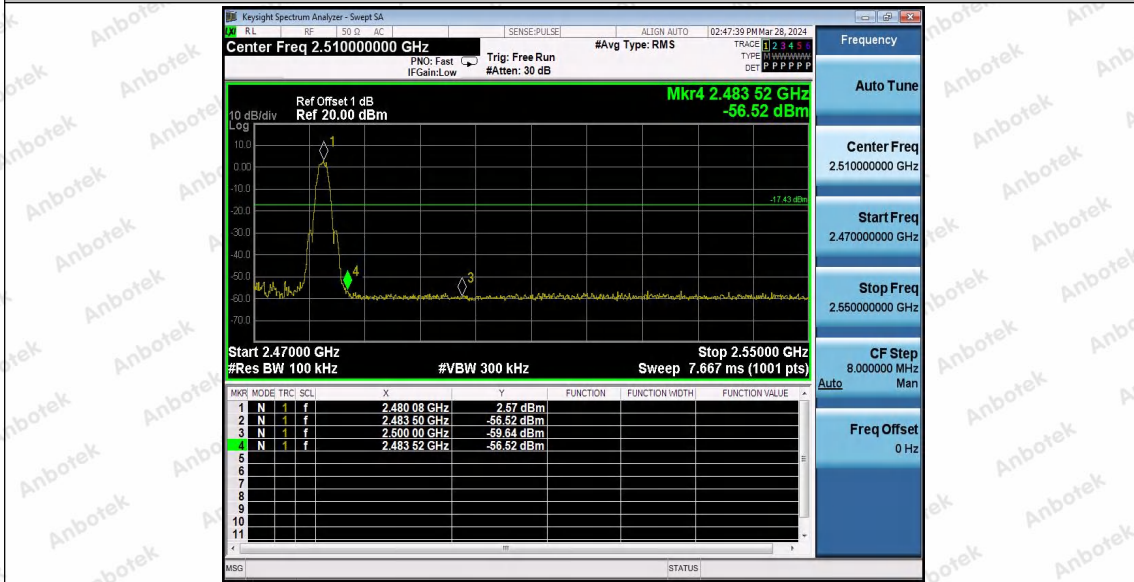 Keysight Spectrum Analyzer - Swept SA
LXI RL RF 50 Ω AC SENSE:PULSE ALIGN AUTO 02:47:39 PM Mar 28, 2024
Center Freq 2.510000000 GHz
PNO: Fast
IFGain:Low
Trig: Free Run
#Atten: 30 dB
#Avg Type: RMS
TRACE 1 2 3 4 5 6
TYPE M WWWWW
DET P P P P P P
Mkr4 2.483 52 GHz
-56.52 dBm
Ref Offset 1 dB
10 dB/div Ref 20.00 dBm
Log
10.0
0.00
-10.0
-20.0
-30.0
-40.0
-50.0
-60.0
-70.0
1
4
3
-17.43 dBm
Start 2.47000 GHz Stop 2.55000 GHz
#Res BW 100 kHz #VBW 300 kHz Sweep 7.667 ms (1001 pts)
MKR MODE TRC SCL X Y FUNCTION FUNCTION WIDTH FUNCTION VALUE
1 N 1 f 2.480 08 GHz 2.57 dBm
2 N 1 f 2.483 50 GHz -56.52 dBm
3 N 1 f 2.500 00 GHz -59.64 dBm
4 N 1 f 2.483 52 GHz -56.52 dBm
5
6
7
8
9
10
11
MSG STATUS
Frequency
Auto Tune
Center Freq
2.510000000 GHz
Start Freq
2.470000000 GHz
Stop Freq
2.550000000 GHz
CF Step
8.000000 MHz
Auto Man
Freq Offset
0 Hz
Anbotek